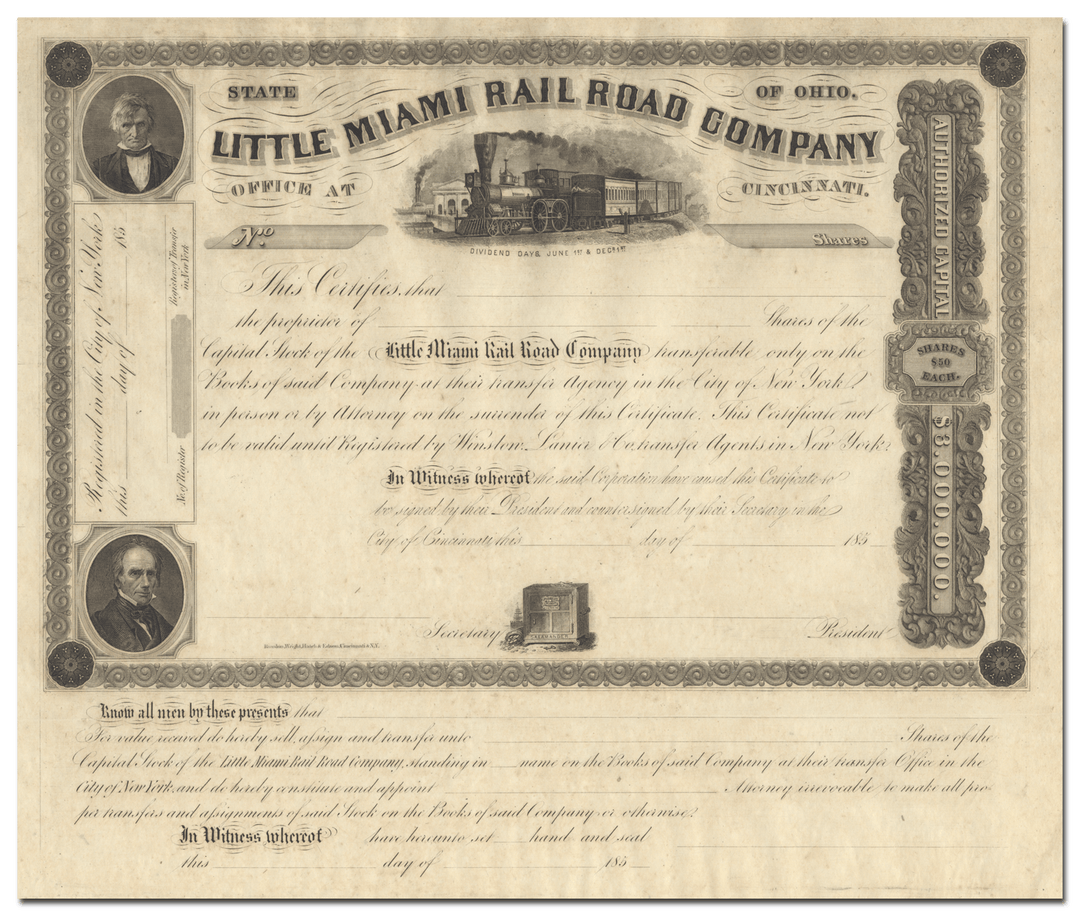 STATE OF OHIO.
LITTLE MIAMI RAIL ROAD COMPANY
OFFICE AT CINCINNATI.
No. Shares
DIVIDEND DAYS JUNE 1ST & DECR 1ST
This Certifies that
the proprietor of Shares of the
Capital Stock of the Little Miami Rail Road Company transferable only on the
Books of said Company at their transfer Agency in the City of New York
in person or by Attorney on the surrender of this Certificate. This Certificate not
to be valid until Registered by Winslow, Lanier & Co. transfer Agents in New York.
In Witness whereof the said Corporation have caused this Certificate to
be signed by their President and countersigned by their Secretary in the
City of Cincinnati this day of 185
Secretary President
Registered in the City of New York
this day of 185
Register of Transfer
in New York
No. of Register
AUTHORIZED CAPITAL
SHARES
$50
EACH.
$3,000,000.
Know all men by these presents that
For value received do hereby sell, assign and transfer unto Shares of the
Capital Stock of the Little Miami Rail Road Company, standing in name on the Books of said Company at their Transfer Office in the
City of New York, and do hereby constitute and appoint Attorney irrevocable to make all pro-
per transfers and assignments of said Stock on the Books of said Company or otherwise.
In Witness whereof have hereunto set hand and seal
this day of 185